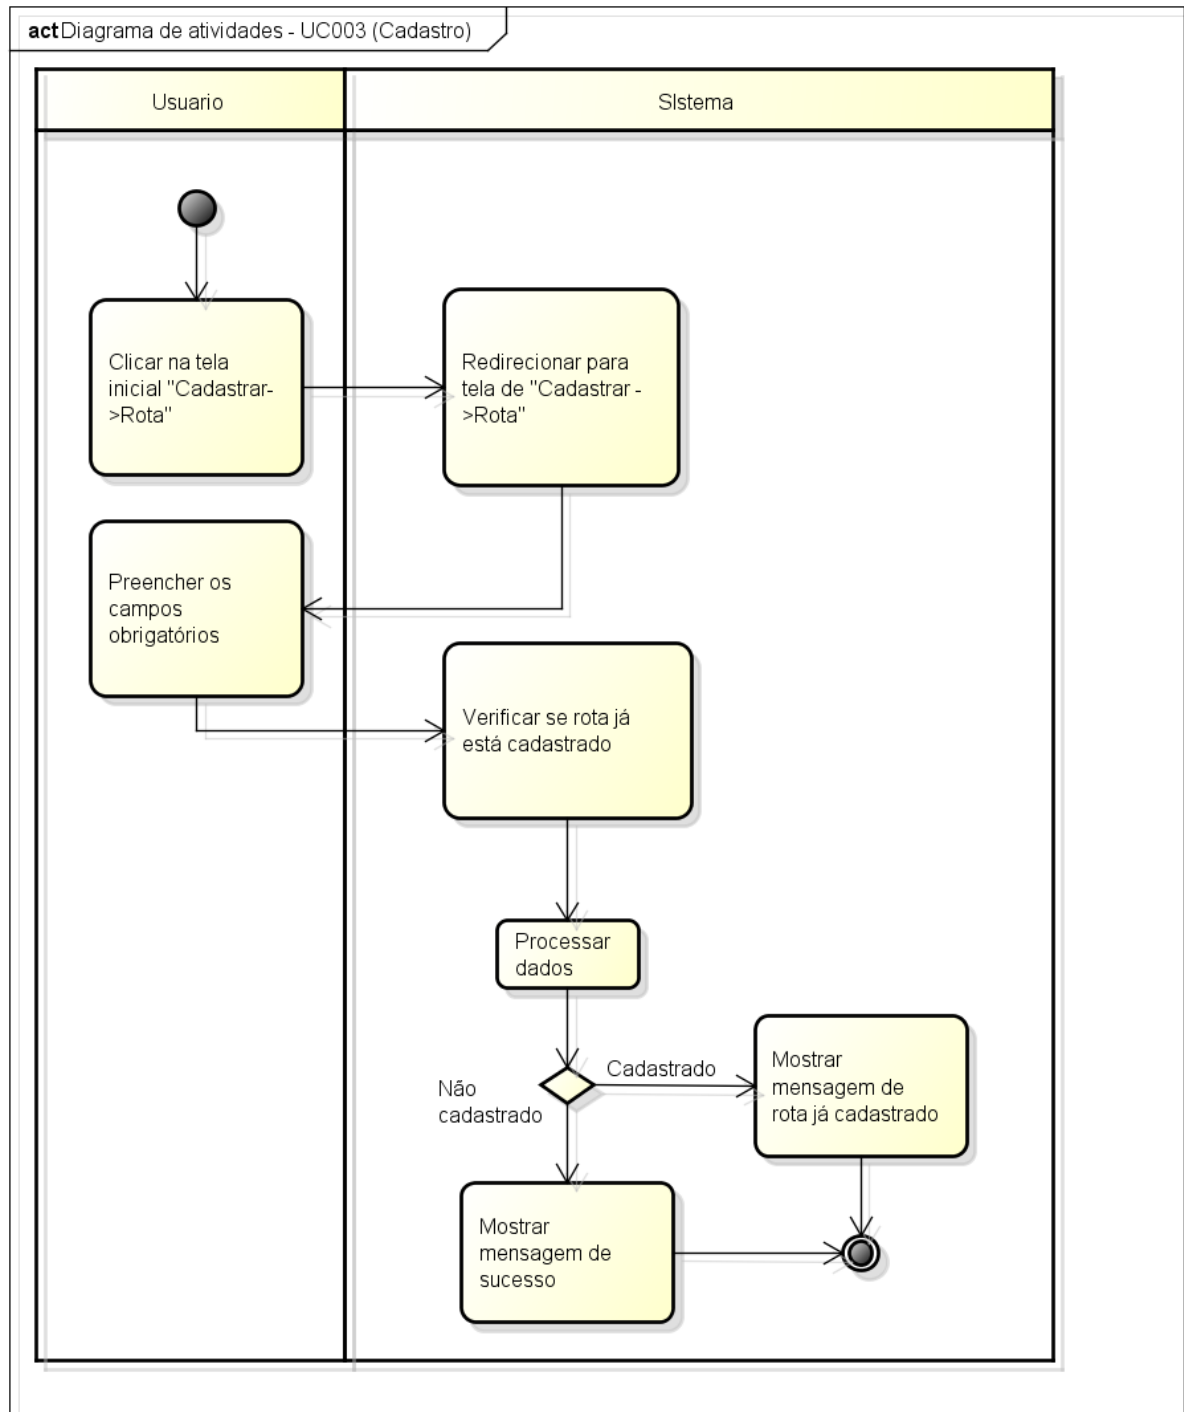 act Diagrama de atividades - UC003 (Cadastro)
Usuario
SIstema
Clicar na tela
inicial "Cadastrar-
>Rota"
Redirecionar para
tela de "Cadastrar -
>Rota"
Preencher os
campos
obrigatórios
Verificar se rota já
está cadastrado
Processar
dados
Cadastrado
Não
cadastrado
Mostrar
mensagem de
rota já cadastrado
Mostrar
mensagem de
sucesso